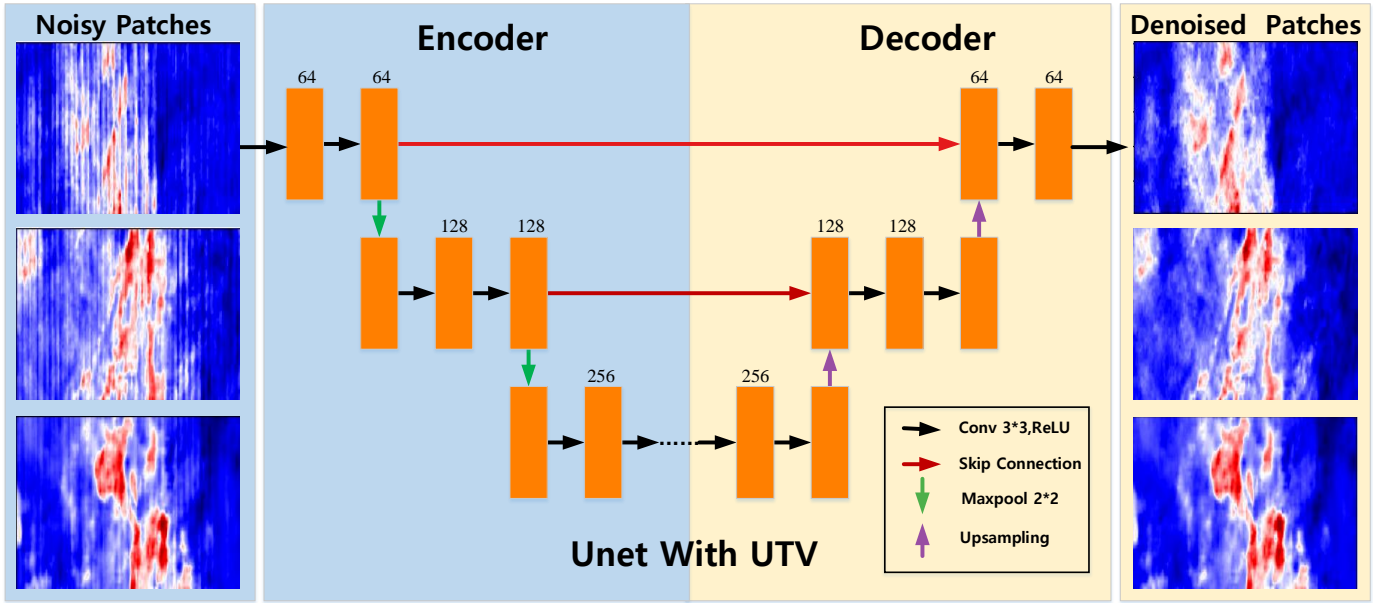 Noisy Patches
Encoder
Decoder
Denoised Patches
64
64
64
64
128
128
128
128
256
256
Conv 3*3,ReLU
Skip Connection
Maxpool 2*2
Upsampling
Unet With UTV